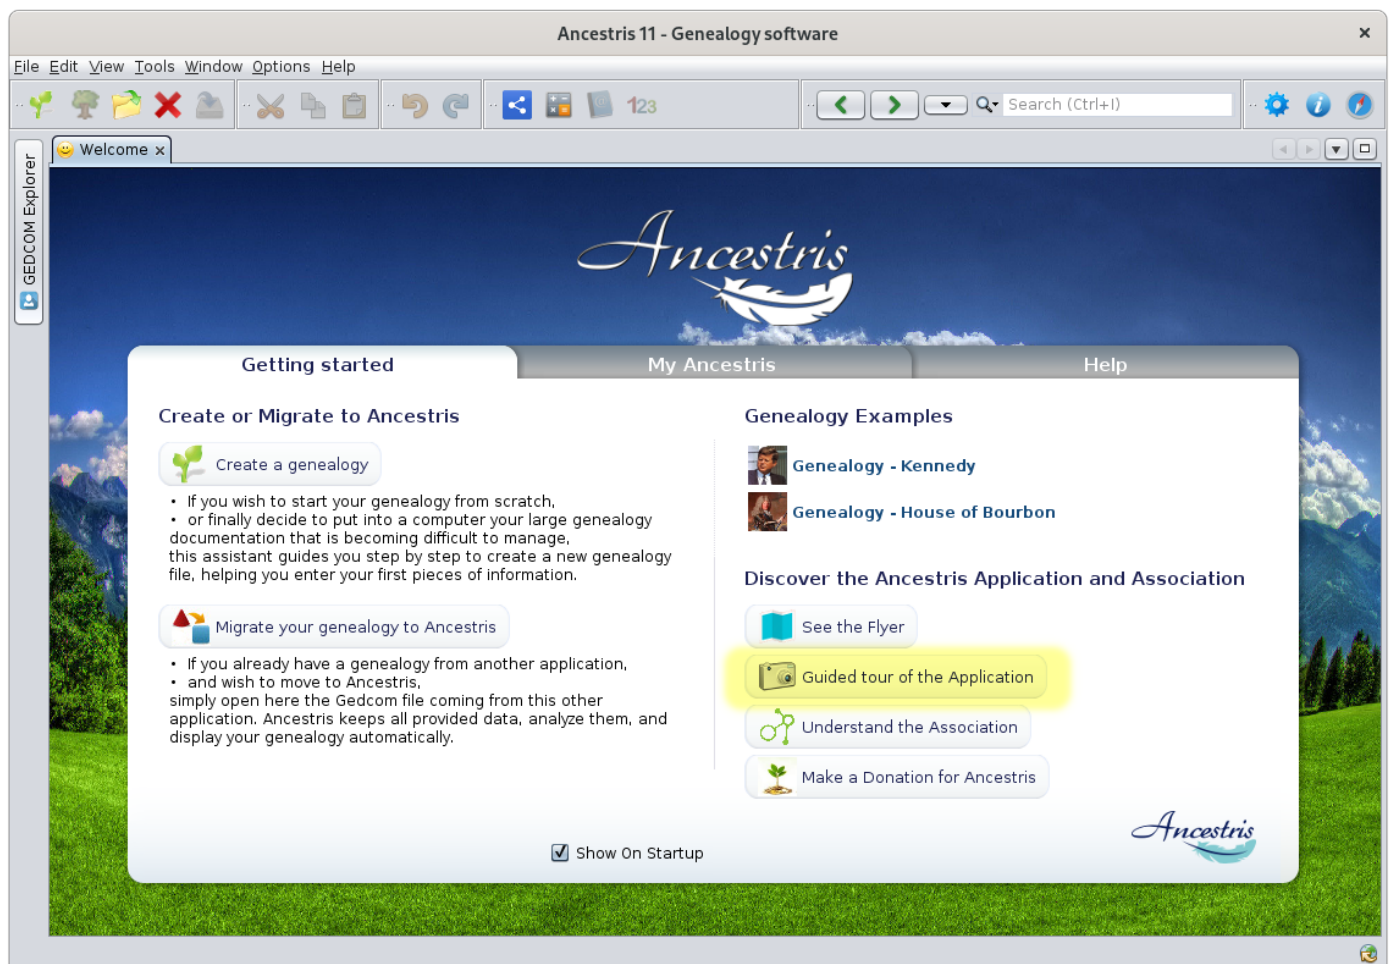 Ancestris 11 - Genealogy software
File Edit View Tools Window Options Help
123
Search (Ctrl+I)
Welcome
GEDCOM Explorer
Ancestris
Getting started
My Ancestris
Help
Create or Migrate to Ancestris
Create a genealogy
• If you wish to start your genealogy from scratch,
• or finally decide to put into a computer your large genealogy
documentation that is becoming difficult to manage,
this assistant guides you step by step to create a new genealogy
file, helping you enter your first pieces of information.
Migrate your genealogy to Ancestris
• If you already have a genealogy from another application,
• and wish to move to Ancestris,
simply open here the Gedcom file coming from this other
application. Ancestris keeps all provided data, analyze them, and
display your genealogy automatically.
Genealogy Examples
Genealogy - Kennedy
Genealogy - House of Bourbon
Discover the Ancestris Application and Association
See the Flyer
Guided tour of the Application
Understand the Association
Make a Donation for Ancestris
Ancestris
Show On Startup